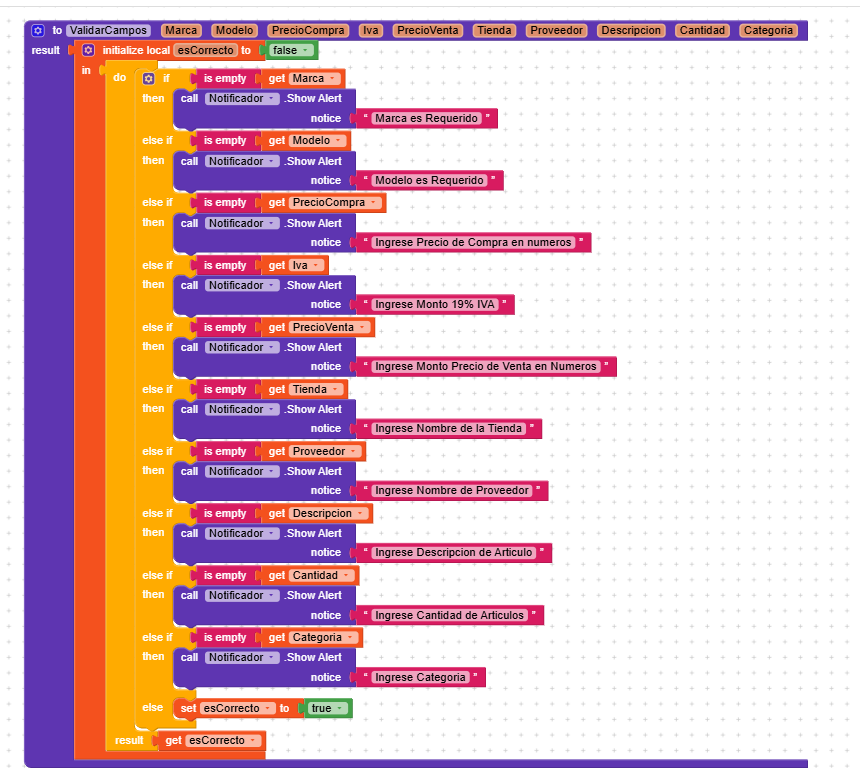 to ValidarCampos Marca Modelo PrecioCompra Iva PrecioVenta Tienda Proveedor Descripcion Cantidad Categoria
result initialize local esCorrecto to false
in do if is empty get Marca
then call Notificador .Show Alert
notice " Marca es Requerido "
else if is empty get Modelo
then call Notificador .Show Alert
notice " Modelo es Requerido "
else if is empty get PrecioCompra
then call Notificador .Show Alert
notice " Ingrese Precio de Compra en numeros "
else if is empty get Iva
then call Notificador .Show Alert
notice " Ingrese Monto 19% IVA "
else if is empty get PrecioVenta
then call Notificador .Show Alert
notice " Ingrese Monto Precio de Venta en Numeros "
else if is empty get Tienda
then call Notificador .Show Alert
notice " Ingrese Nombre de la Tienda "
else if is empty get Proveedor
then call Notificador .Show Alert
notice " Ingrese Nombre de Proveedor "
else if is empty get Descripcion
then call Notificador .Show Alert
notice " Ingrese Descripcion de Articulo "
else if is empty get Cantidad
then call Notificador .Show Alert
notice " Ingrese Cantidad de Articulos "
else if is empty get Categoria
then call Notificador .Show Alert
notice " Ingrese Categoria "
else set esCorrecto to true
result get esCorrecto